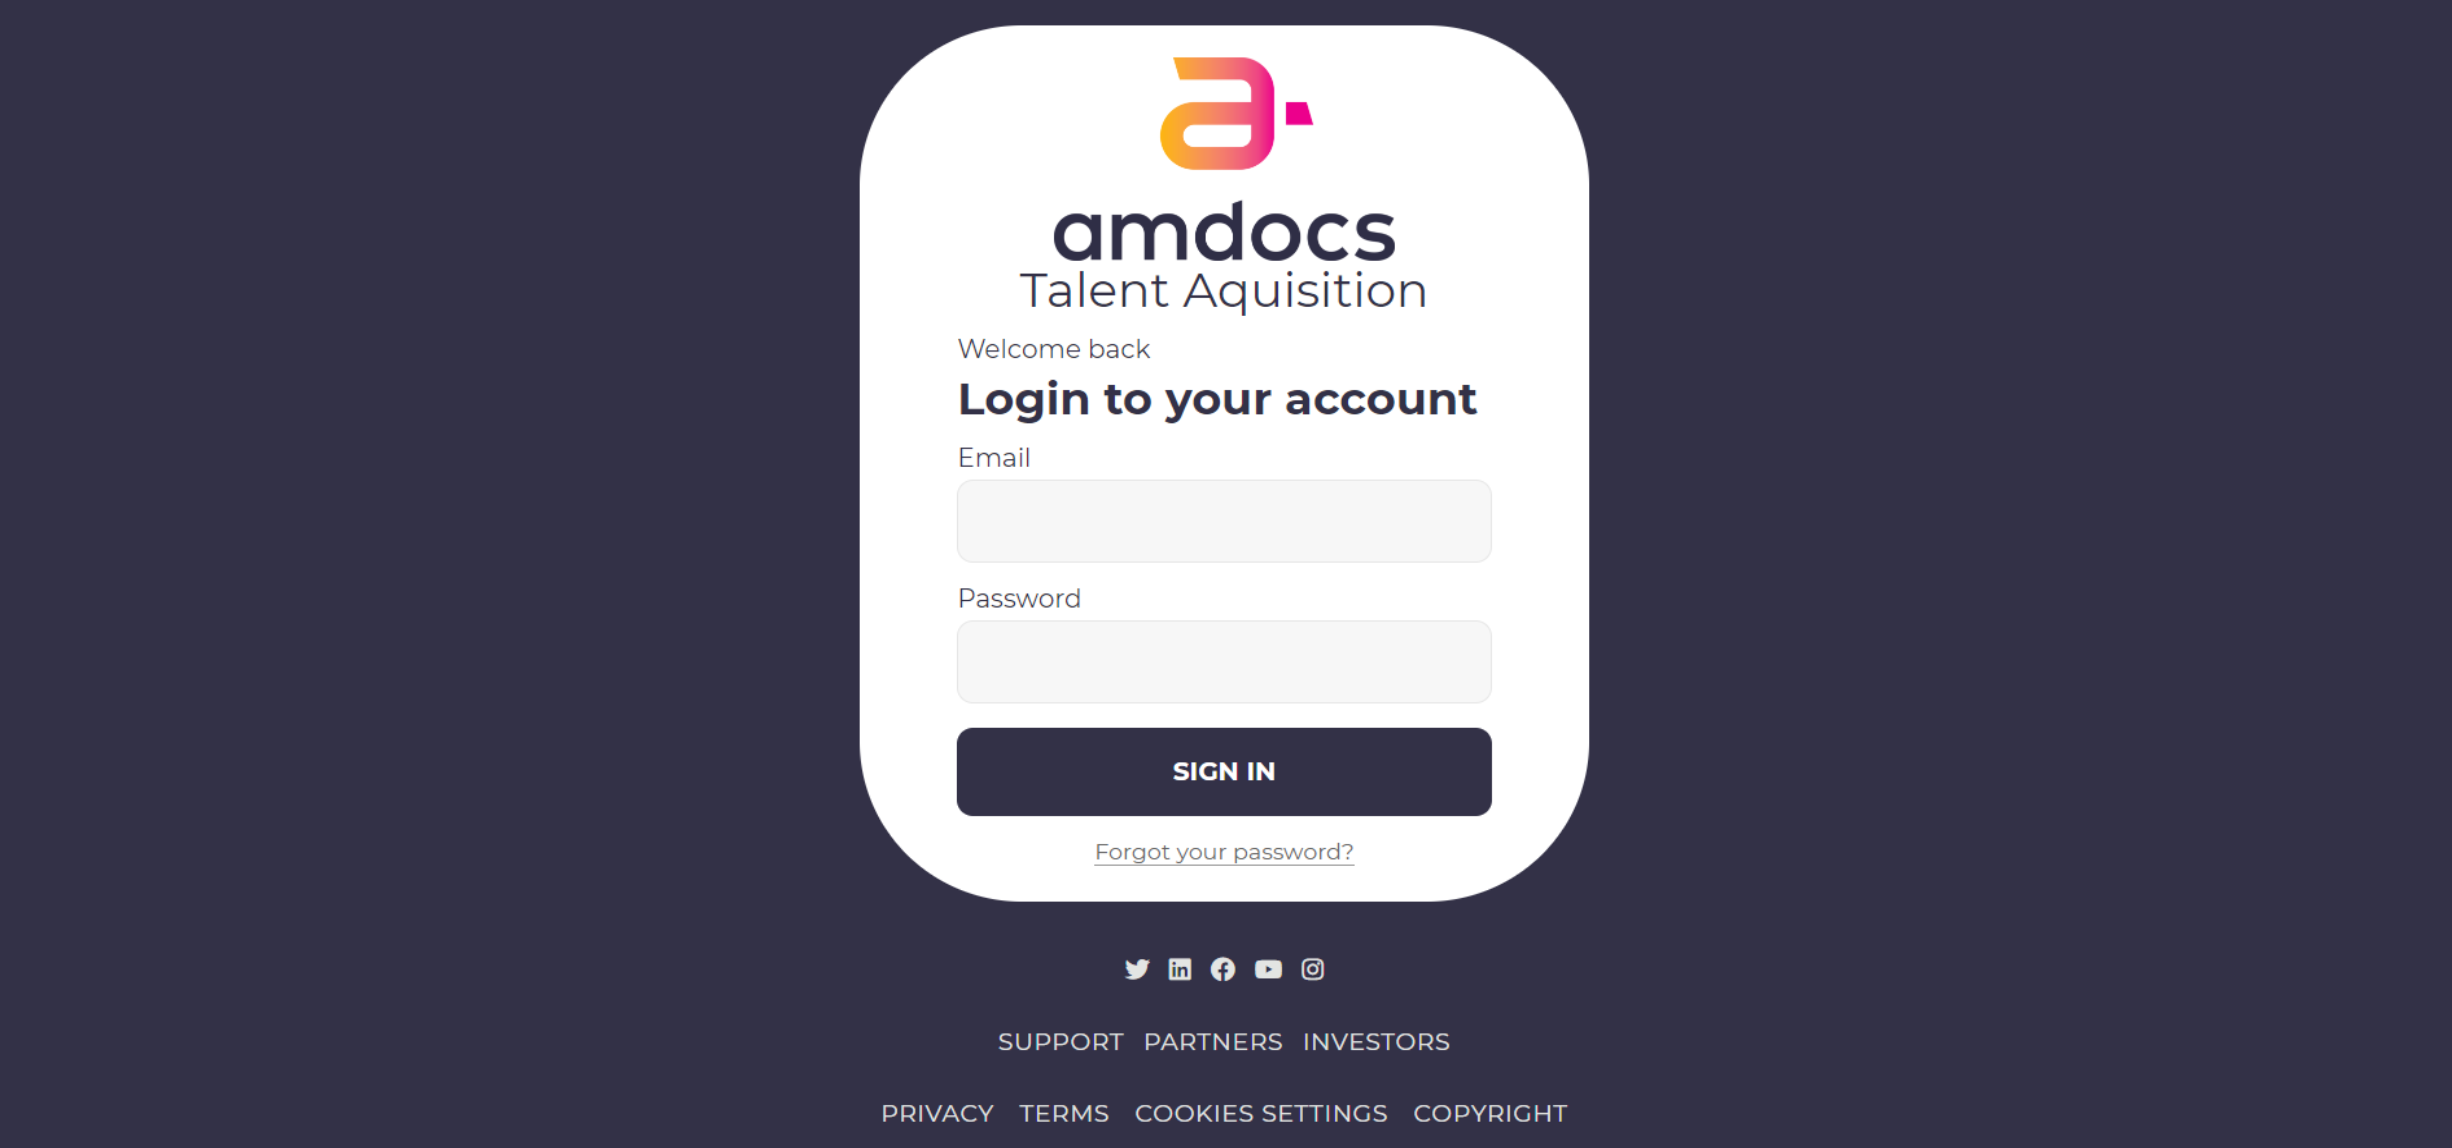 amdocs
Talent Aquisition
Welcome back
Login to your account
Email
Password
SIGN IN
Forgot your password?
SUPPORT PARTNERS INVESTORS
PRIVACY TERMS COOKIES SETTINGS COPYRIGHT